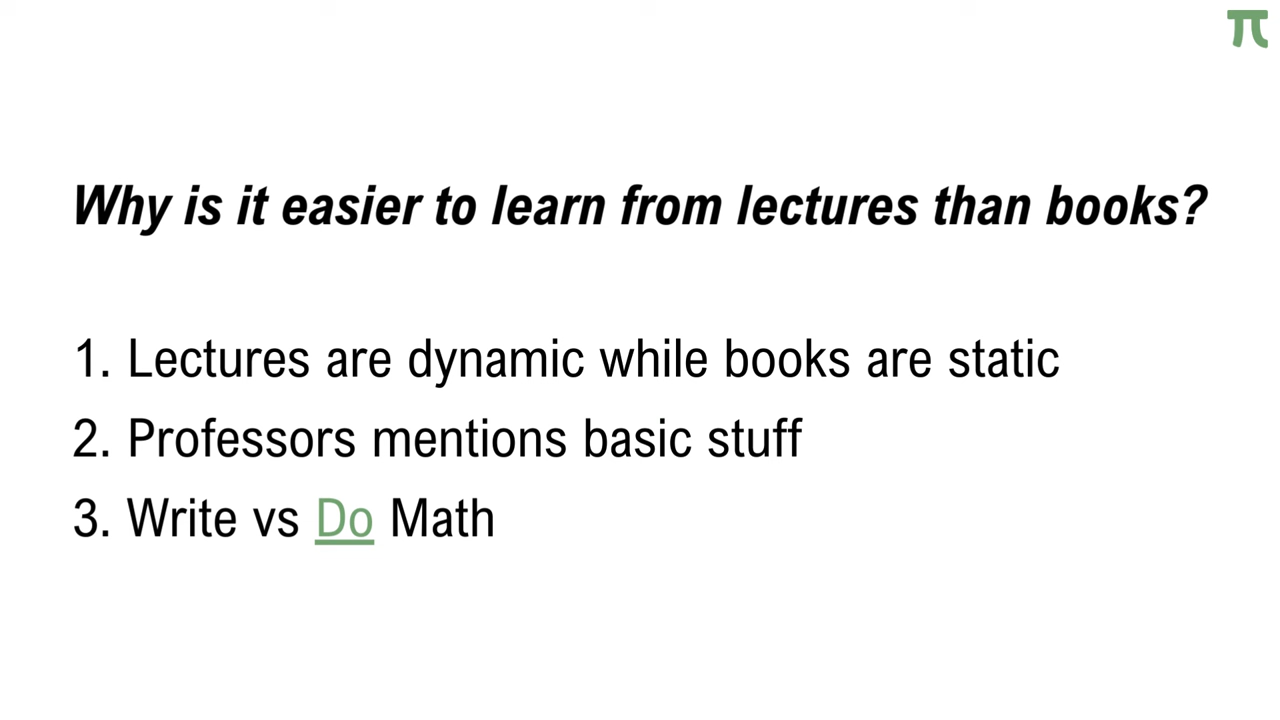 π
Why is it easier to learn from lectures than books?
1. Lectures are dynamic while books are static
2. Professors mentions basic stuff
3. Write vs Do Math